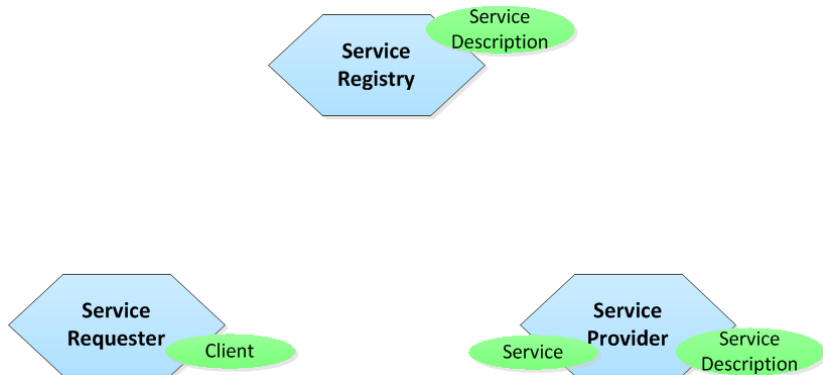 Service
Description
Service
Registry
Service
Requester
Client
Service
Provider
Service
Service
Description